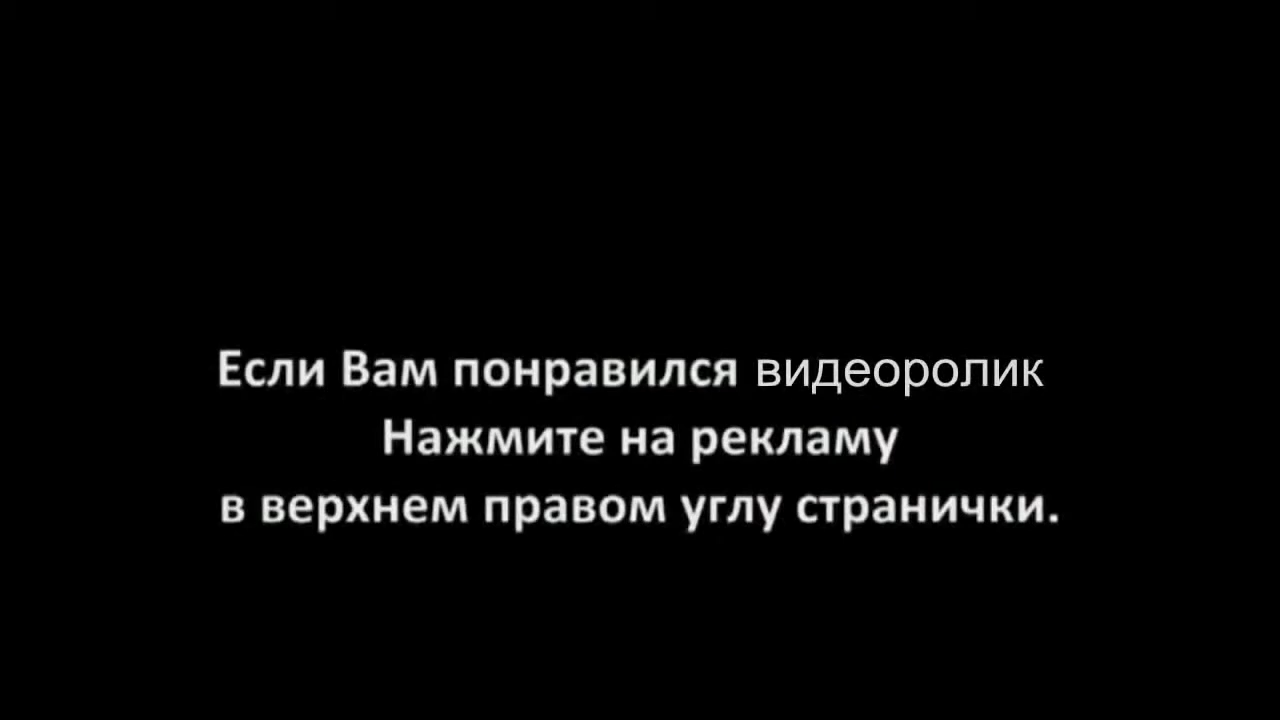 Если Вам понравился видеоролик
Нажмите на рекламу
в верхнем правом углу странички.